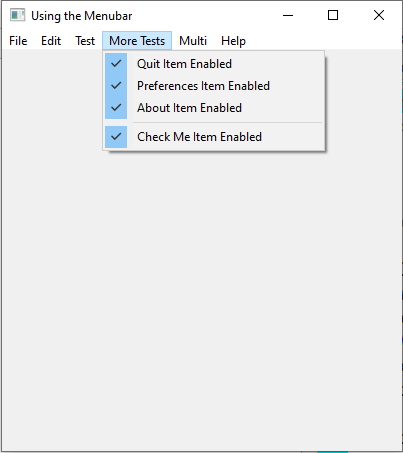 Using the Menubar
File Edit Test More Tests Multi Help
Quit Item Enabled
Preferences Item Enabled
About Item Enabled
Check Me Item Enabled